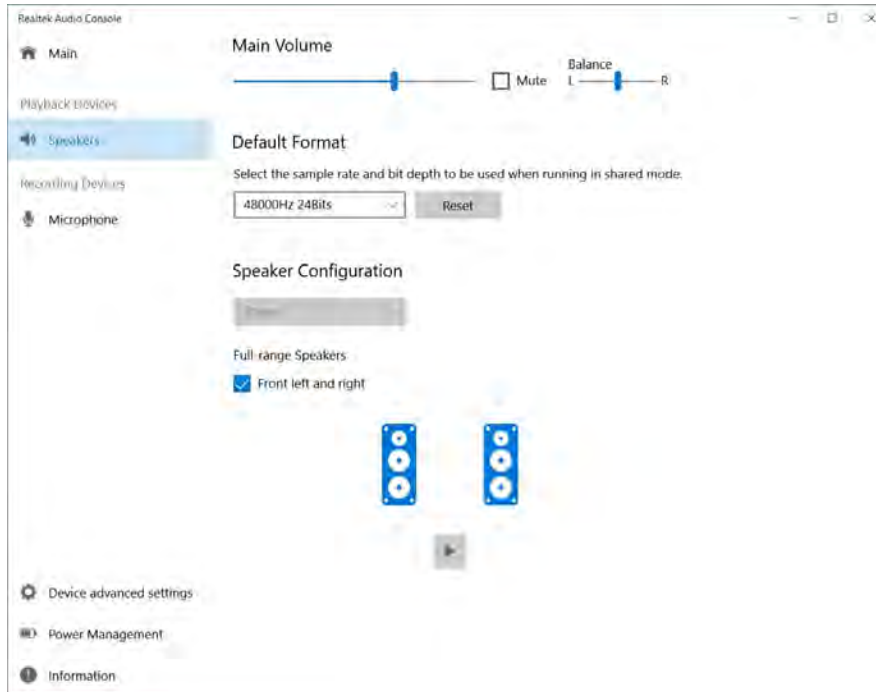 Realtek Audio Console
Main
Playback Devices
Speakers
Recording Devices
Microphone
Device advanced settings
Power Management
Information
Main Volume
Mute
Balance
L
R
Default Format
Select the sample rate and bit depth to be used when running in shared mode.
48000Hz 24Bits
Reset
Speaker Configuration
Full-range Speakers
Front left and right